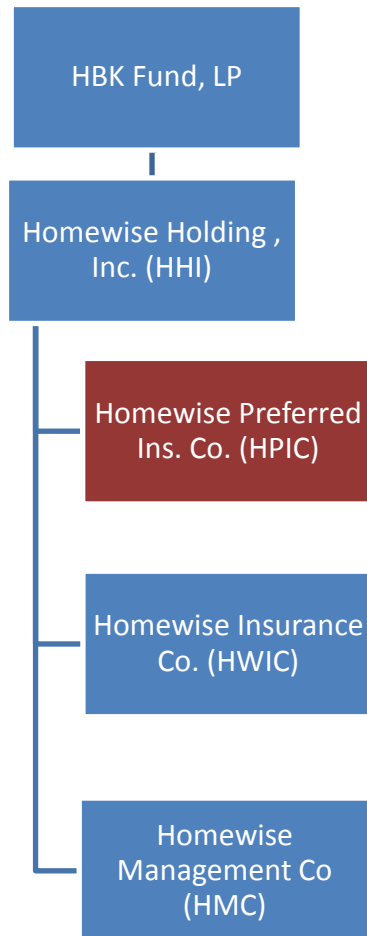 HBK Fund, LP
Homewise Holding ,
Inc. (HHI)
Homewise Preferred
Ins. Co. (HPIC)
Homewise Insurance
Co. (HWIC)
Homewise
Management Co
(HMC)